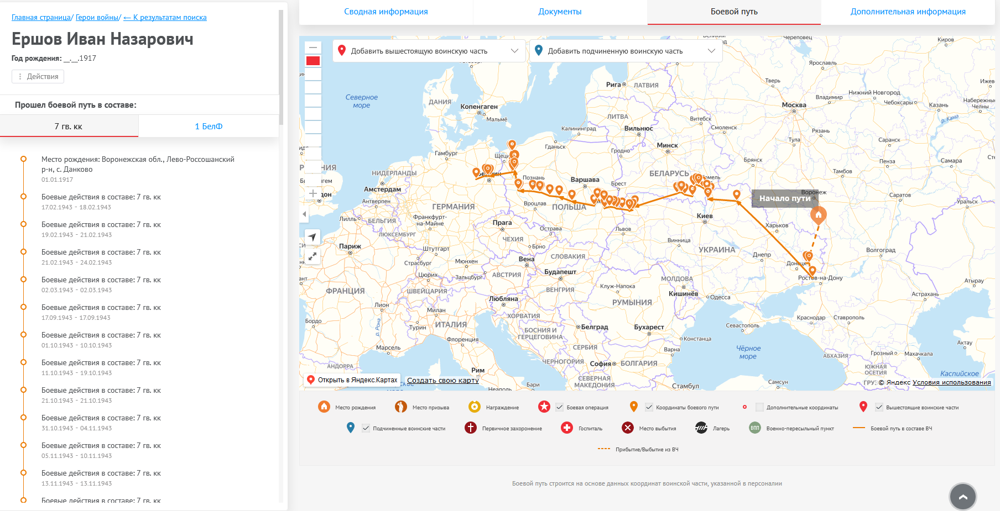 Главная страница/ Герои войны/ ← К результатам поиска
Ершов Иван Назарович
Год рождения: __.__.1917
Действия
Прошел боевой путь в составе:
7 гв. кк
1 БелФ
Место рождения: Воронежская обл., Лево-Россошанский
р-н, с. Данково
01.01.1917
Боевые действия в составе: 7 гв. кк
17.02.1943 - 18.02.1943
Боевые действия в составе: 7 гв. кк
19.02.1943 - 21.02.1943
Боевые действия в составе: 7 гв. кк
21.02.1943 - 24.02.1943
Боевые действия в составе: 7 гв. кк
02.03.1943 - 02.03.1943
Боевые действия в составе: 7 гв. кк
17.09.1943 - 17.09.1943
Боевые действия в составе: 7 гв. кк
01.10.1943 - 10.10.1943
Боевые действия в составе: 7 гв. кк
11.10.1943 - 19.10.1943
Боевые действия в составе: 7 гв. кк
21.10.1943 - 21.10.1943
Боевые действия в составе: 7 гв. кк
31.10.1943 - 04.11.1943
Боевые действия в составе: 7 гв. кк
05.11.1943 - 10.11.1943
Боевые действия в составе: 7 гв. кк
13.11.1943 - 13.11.1943
Боевые действия в составе: 7 гв. кк
Сводная информация
Документы
Боевой путь
Дополнительная информация
Добавить вышестоящую воинскую часть
Добавить подчиненную воинскую часть
Череповец
Киров
Ярославль
Тверь
Рига
ЛАТВИЯ
Нижний Новгород
Владимир
Чебоксары
Казань
Набережные
Челны
Москва
р. Кама
Северное
море
ДАНИЯ
Копенгаген
Мальмё
ЛИТВА
Витебск
Смоленск
Калининград
Вильнюс
Рязань
Тула
Саранск
Гданьск
Гродно
Минск
Гамбург
Брянск
Пенза
Самара
НИДЕРЛАНДЫ
Познань
Варшава
Брест
БЕЛАРУСЬ
Тамбов
Амстердам
Воронеж
Начало пути
Саратов
Уральск
Антверпен
ГЕРМАНИЯ
Вроцлав
ПОЛЬША
Киев
Лилль
БЕЛЬГИЯ
Франкфурт-
на-Майне
Прага
Острава
Львов
Харьков
ЛЮКСЕМБУРГ
ЧЕХИЯ
Брно
Винница
УКРАИНА
Днепр
Волгоград
Париж
Штутгарт
Страсбург
Мюнхен
Вена
СЛОВАКИЯ
Донецк
Цюрих
Зальцбург
АВСТРИЯ
Будапешт
МОЛДОВА
Ростов-на-Дону
Атырау
ФРАНЦИЯ
ШВЕЙЦАРИЯ
ВЕНГРИЯ
Клуж-Напока
Кишинёв
Одесса
Астрахань
Лион
Любляна
РУМЫНИЯ
Милан
ХОРВАТИЯ
Краснодар
Ставрополь
Бордо
р. Рона
Турин
ИТАЛИЯ
БОСНИЯ И
ГЕРЦЕГОВИНА
Белград
Бухарест
Севастополь
Флоренция
Констанца
Марсель
СЕРБИЯ
Варна
Чёрное
море
Актау
АНДОРРА
ЧЕРНОГОРИЯ
София
БОЛГАРИЯ
АБХАЗИЯ
Грозный
Махачкала
Рим
ЮЖНАЯ
ОСЕТИЯ
Каспийское
СЕВЕРНАЯ
МАКЕДОНИЯ
Бари
Неаполь
Стамбул
Самсун
Открыть в Яндекс.Картах
Создать свою карту
© Яндекс Условия использования
Место рождения
Место призыва
Награждение
Боевая операция
Координаты боевого пути
Дополнительные координаты
Вышестоящие воинские части
Подчиненные воинские части
Первичное захоронение
Госпиталь
Место выбытия
Лагерь
ВПП
Военно-пересыльный пункт
Боевой путь в составе ВЧ
Прибытие/Выбытие из ВЧ
Боевой путь строится на основе данных координат воинской части, указанной в персоналии